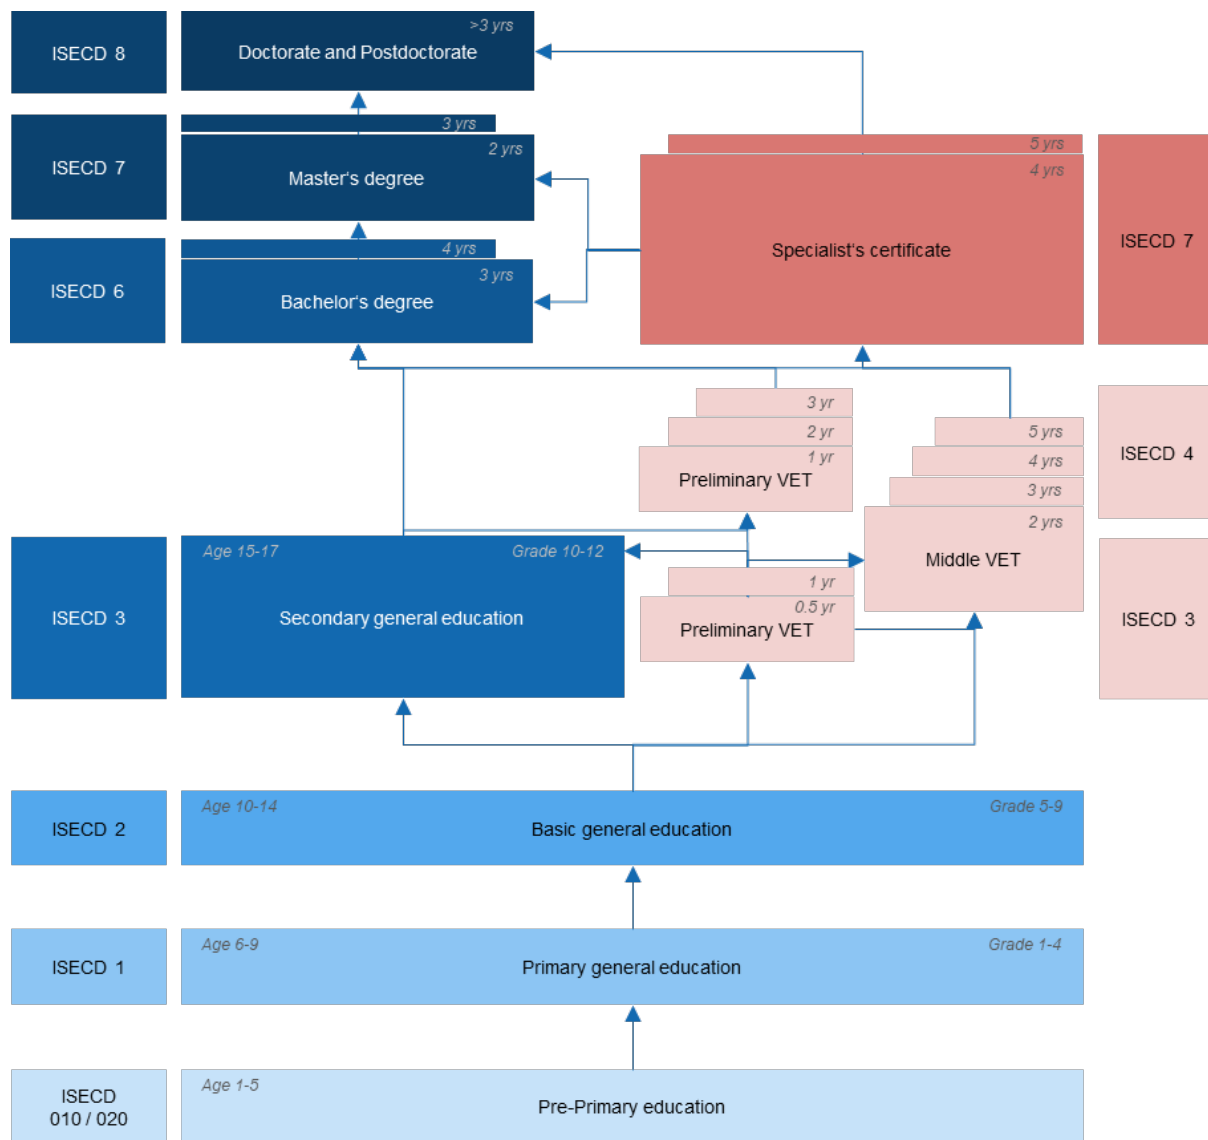 >3 yrs
ISECD 8
Doctorate and Postdoctorate
3 yrs
2 yrs
ISECD 7
Master's degree
5 yrs
4 yrs
Specialist's certificate
ISECD 7
4 yrs
3 yrs
ISECD 6
Bachelor's degree
3 yr
2 yr
1 yr
Preliminary VET
5 yrs
4 yrs
3 yrs
2 yrs
Middle VET
ISECD 4
Age 15-17
Grade 10-12
ISECD 3
Secondary general education
1 yr
0.5 yr
Preliminary VET
ISECD 3
Age 10-14
Grade 5-9
ISECD 2
Basic general education
Age 6-9
Grade 1-4
ISECD 1
Primary general education
Age 1-5
ISECD
010 / 020
Pre-Primary education